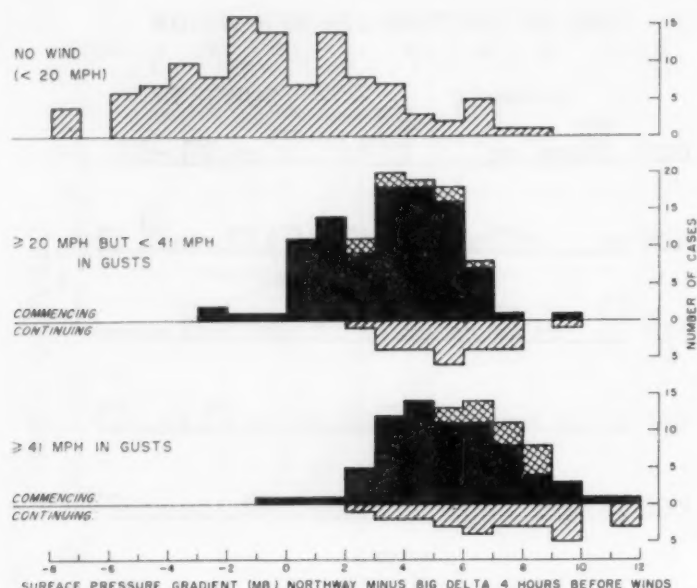 NO WIND
(< 20 MPH)
15
10
5
0
≥ 20 MPH BUT < 41 MPH
IN GUSTS
20
15
10
5
0
5
COMMENCING
CONTINUING
NUMBER OF CASES
≥ 41 MPH IN GUSTS
15
10
5
0
5
COMMENCING
CONTINUING
-8 -6 -4 -2 0 2 4 6 8 10 12
SURFACE PRESSURE GRADIENT (MB.) NORTHWAY MINUS BIG DELTA 4 HOURS BEFORE WINDS